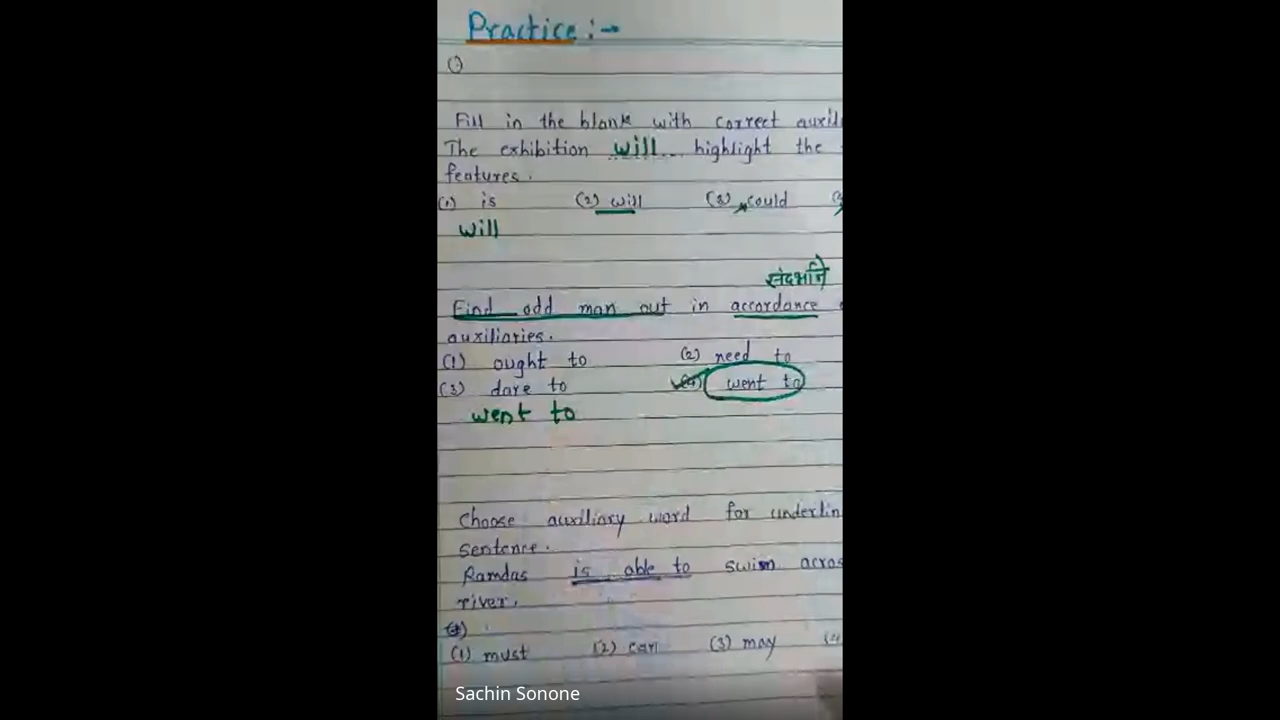 Practice :-
Fill in the blank with correct
The exhibition will highlight the
features.
(1) is (2) will (3) could
will
संदर्भाने
Find odd man out in accordance
auxiliaries.
(1) ought to (2) need to
(3) dare to (4) went to
went to
Choose auxiliary word for
sentence.
Ramdas is able to swim
river.
(1) must (2) can (3) may
Sachin Sonone